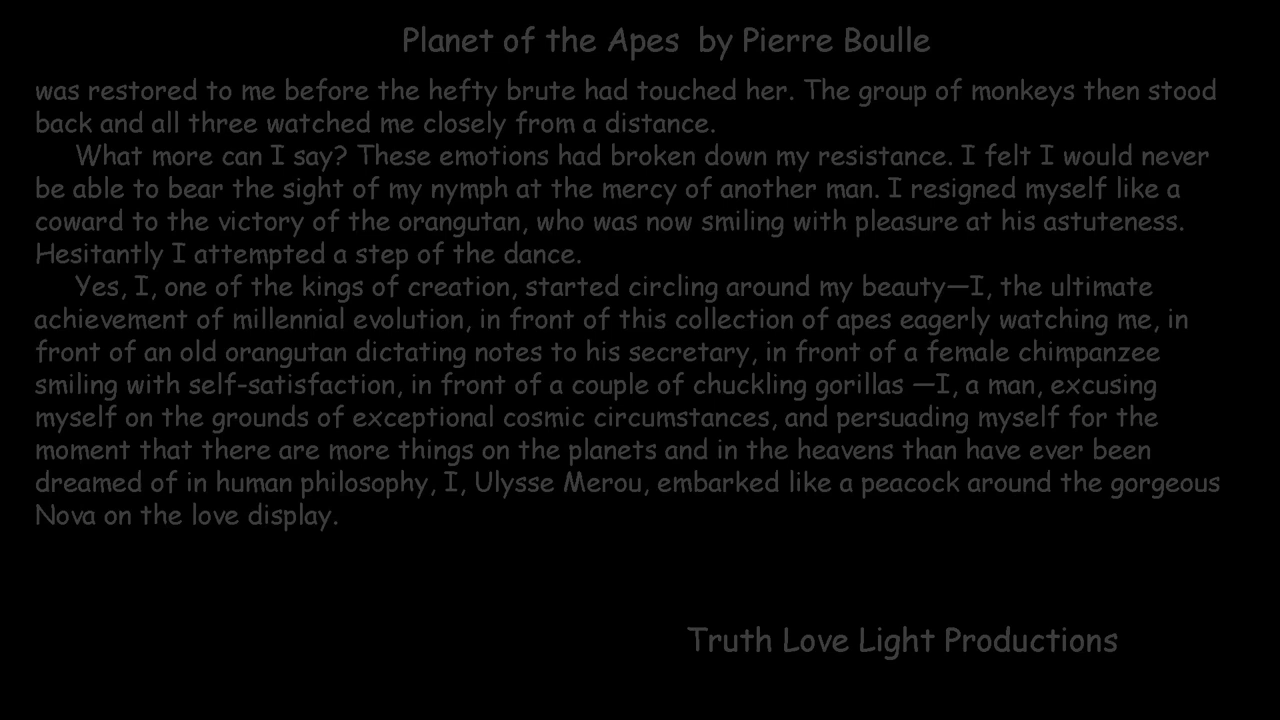 Planet of the Apes  by Pierre Boulle
was restored to me before the hefty brute had touched her. The group of monkeys then stood
back and all three watched me closely from a distance.
What more can I say? These emotions had broken down my resistance. I felt I would never
be able to bear the sight of my nymph at the mercy of another man. I resigned myself like a
coward to the victory of the orangutan, who was now smiling with pleasure at his astuteness.
Hesitantly I attempted a step of the dance.
Yes, I, one of the kings of creation, started circling around my beauty—I, the ultimate
achievement of millennial evolution, in front of this collection of apes eagerly watching me, in
front of an old orangutan dictating notes to his secretary, in front of a female chimpanzee
smiling with self-satisfaction, in front of a couple of chuckling gorillas —I, a man, excusing
myself on the grounds of exceptional cosmic circumstances, and persuading myself for the
moment that there are more things on the planets and in the heavens than have ever been
dreamed of in human philosophy, I, Ulysse Merou, embarked like a peacock around the gorgeous
Nova on the love display.
Truth Love Light Productions